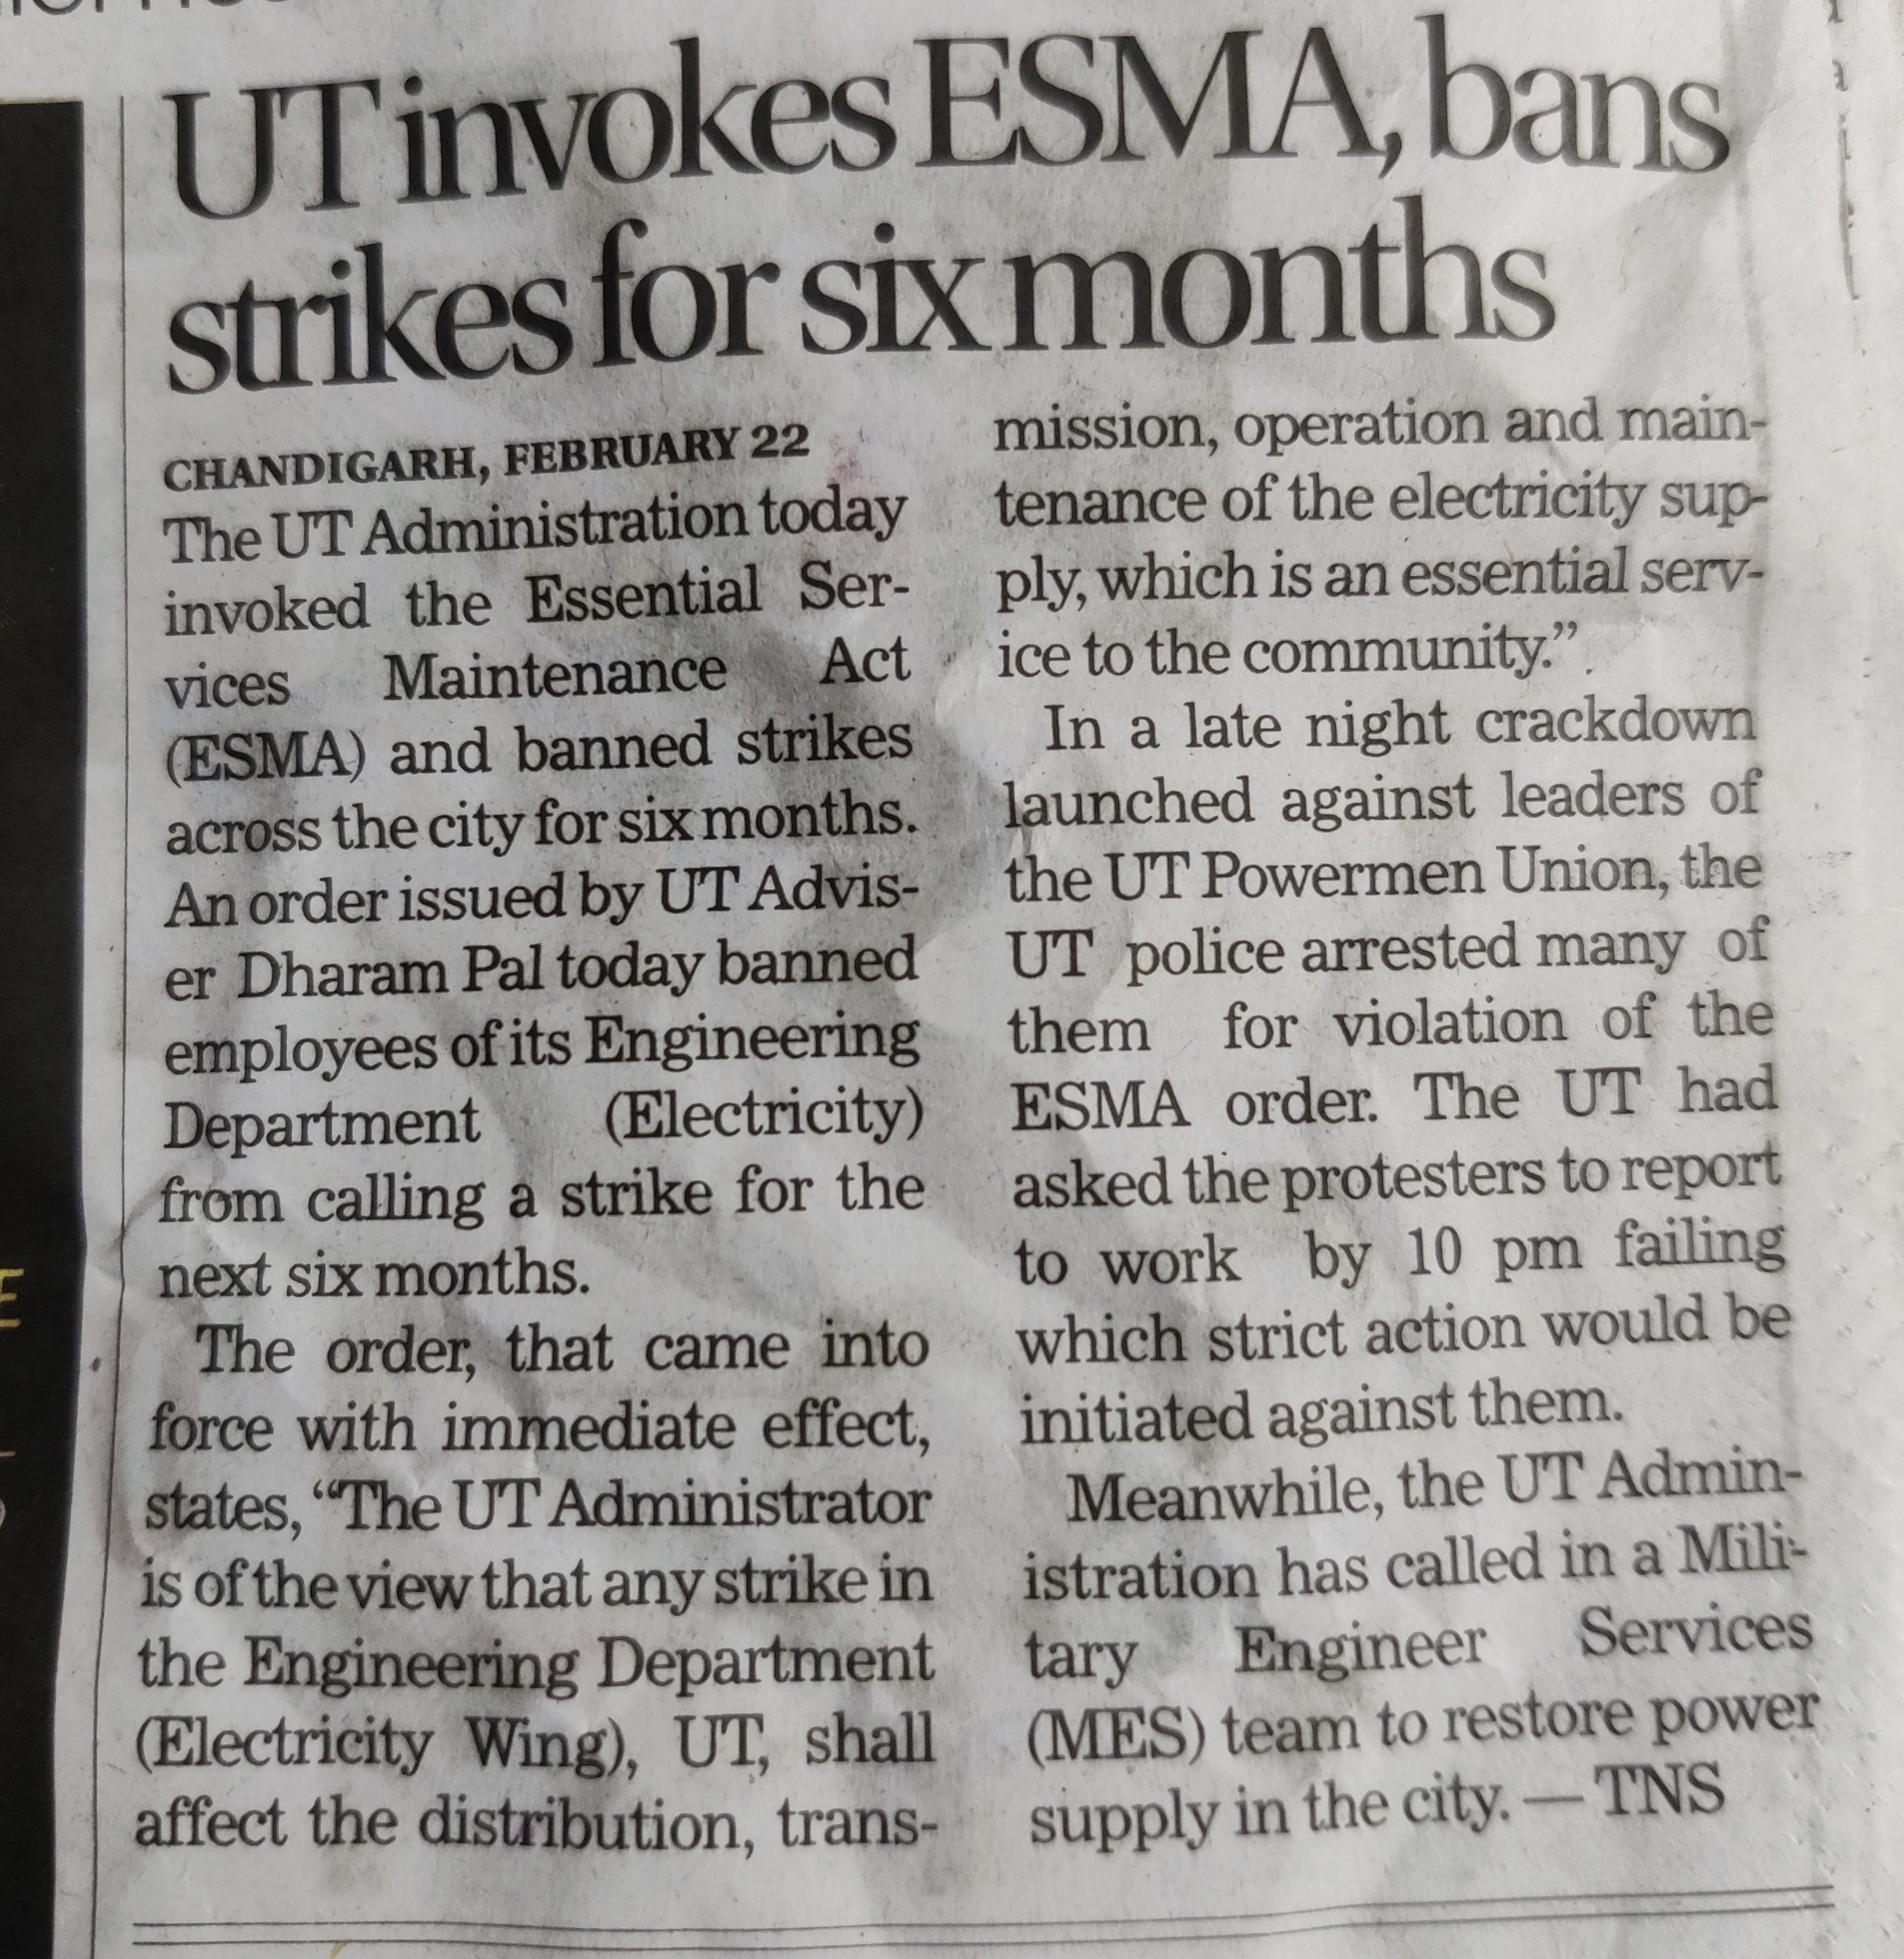 UT invokes ESMA, bans
strikes for six months
CHANDIGARH, FEBRUARY 22
The UT Administration today
invoked the Essential Ser-
vices Maintenance Act
(ESMA) and banned strikes
across the city for six months.
An order issued by UT Advis-
er Dharam Pal today banned
employees of its Engineering
Department (Electricity)
from calling a strike for the
next six months.
The order, that came into
force with immediate effect,
states, “The UT Administrator
is of the view that any strike in
the Engineering Department
(Electricity Wing), UT, shall
affect the distribution, trans-
mission, operation and main-
tenance of the electricity sup-
ply, which is an essential serv-
ice to the community.”
In a late night crackdown
launched against leaders of
the UT Powermen Union, the
UT police arrested many of
them for violation of the
ESMA order. The UT had
asked the protesters to report
to work by 10 pm failing
which strict action would be
initiated against them.
Meanwhile, the UT Admin-
istration has called in a Mili-
tary Engineer Services
(MES) team to restore power
supply in the city. — TNS